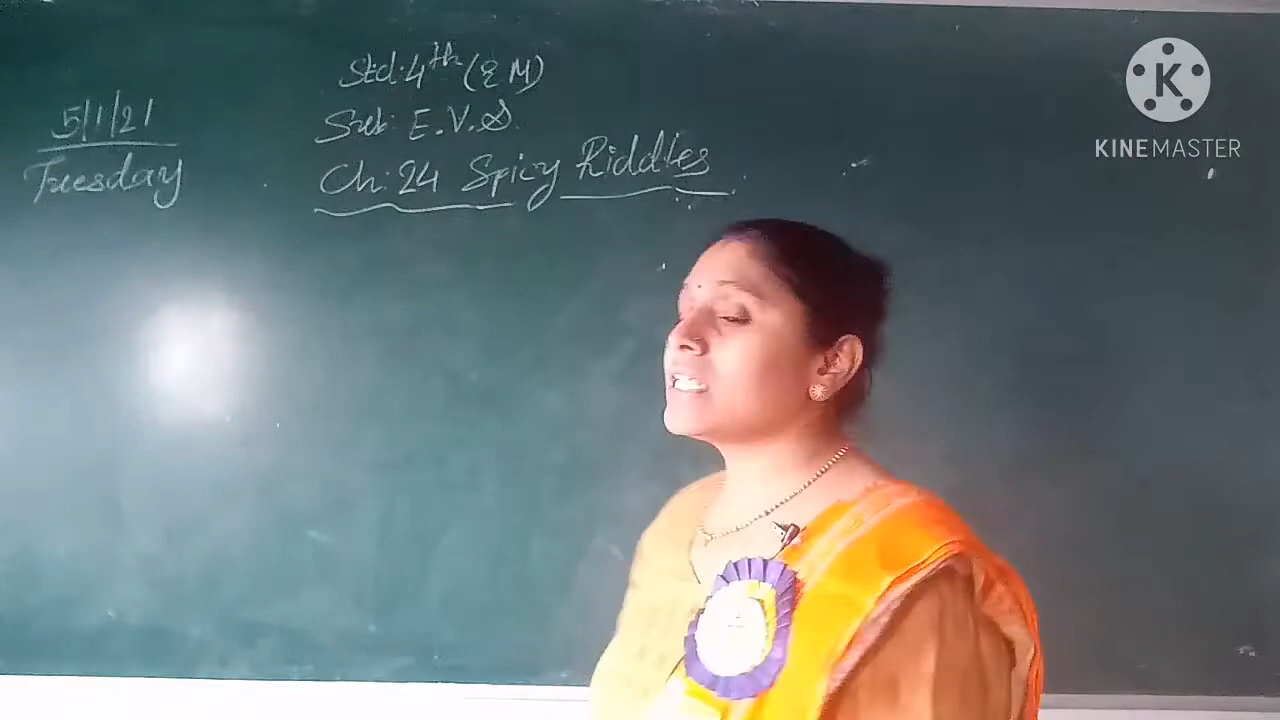 5/1/21
Tuesday
Std: 4th (E M)
Sub: E.V.S.
Ch: 24 Spicy Riddles
K
KINEMASTER